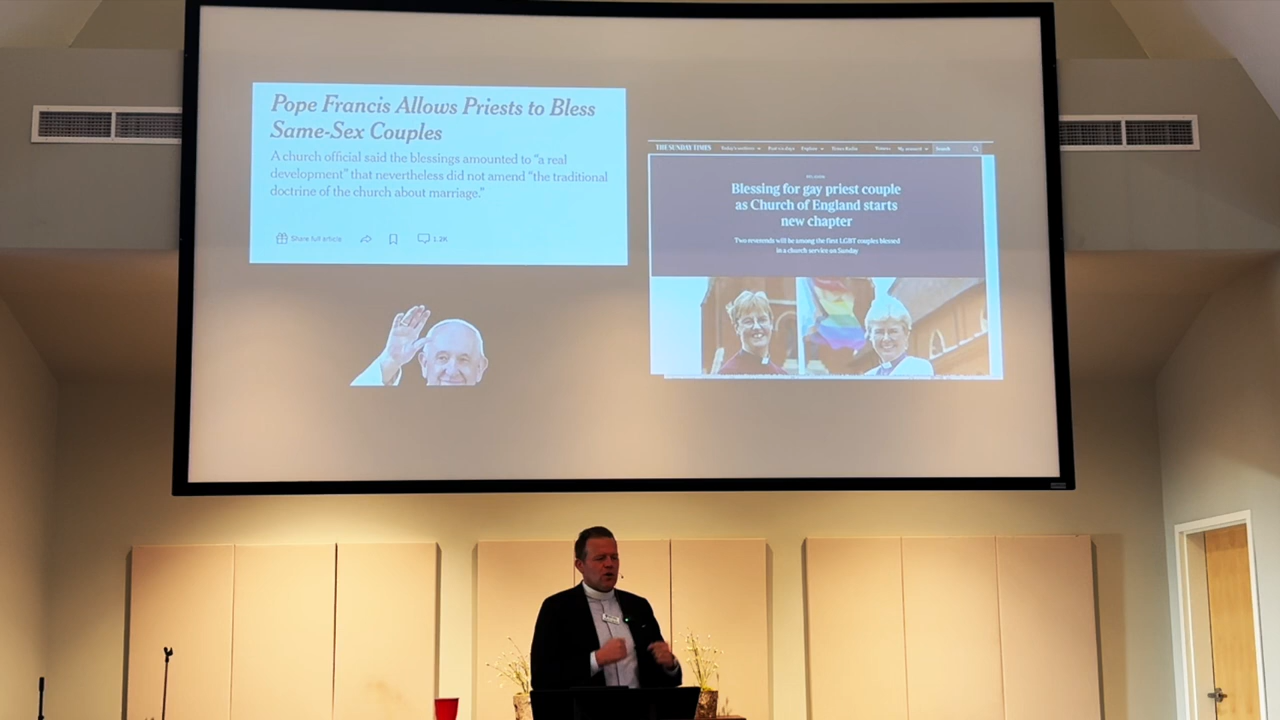 Pope Francis Allows Priests to Bless
Same-Sex Couples
A church official said the blessings amounted to “a real
development” that nevertheless did not amend “the traditional
doctrine of the church about marriage.”
Share full article
1.2K
THE SUNDAY TIMES
Search
RELIGION
Blessing for gay priest couple
as Church of England starts
new chapter
Two reverends will be among the first LGBT couples blessed
in a church service on Sunday